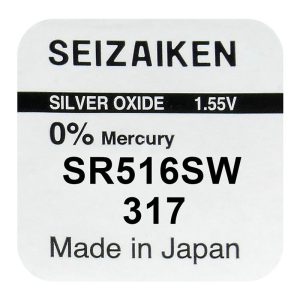 SEIZAIKEN
SILVER OXIDE 1.55V
0% Mercury
SR516SW
317
Made in Japan